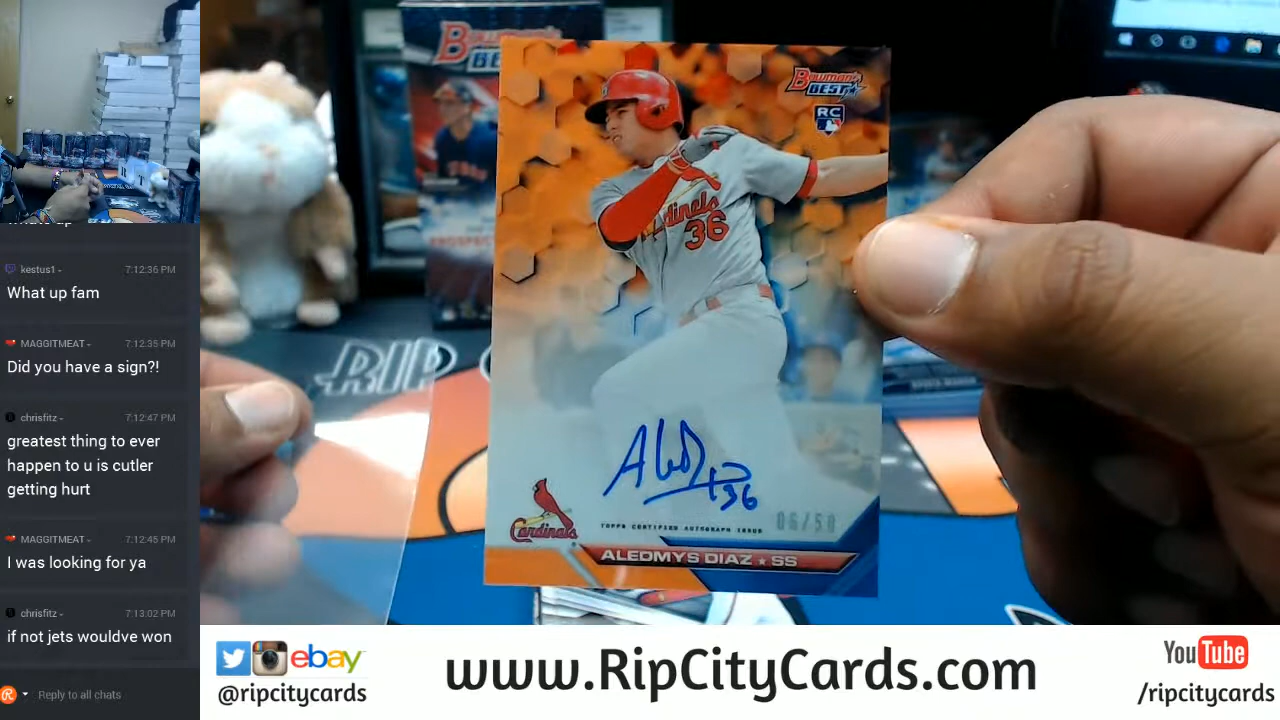 kestus1
7:12:36 PM
What up fam
MAGGITMEAT
7:12:35 PM
Did you have a sign?!
chrisfitz
7:12:47 PM
greatest thing to ever
happen to u is cutler
getting hurt
MAGGITMEAT
7:12:45 PM
I was looking for ya
chrisfitz
7:13:02 PM
if not jets wouldve won
Reply to all chats
Bowman's
BEST
RC
Cardinals
36
RIP
TOPPS CERTIFIED AUTOGRAPH ISSUE
06/50
Cardinals
ALEDMYS DIAZ ★ SS
ebay
@ripcitycards
www.RipCityCards.com
YouTube
/ripcitycards